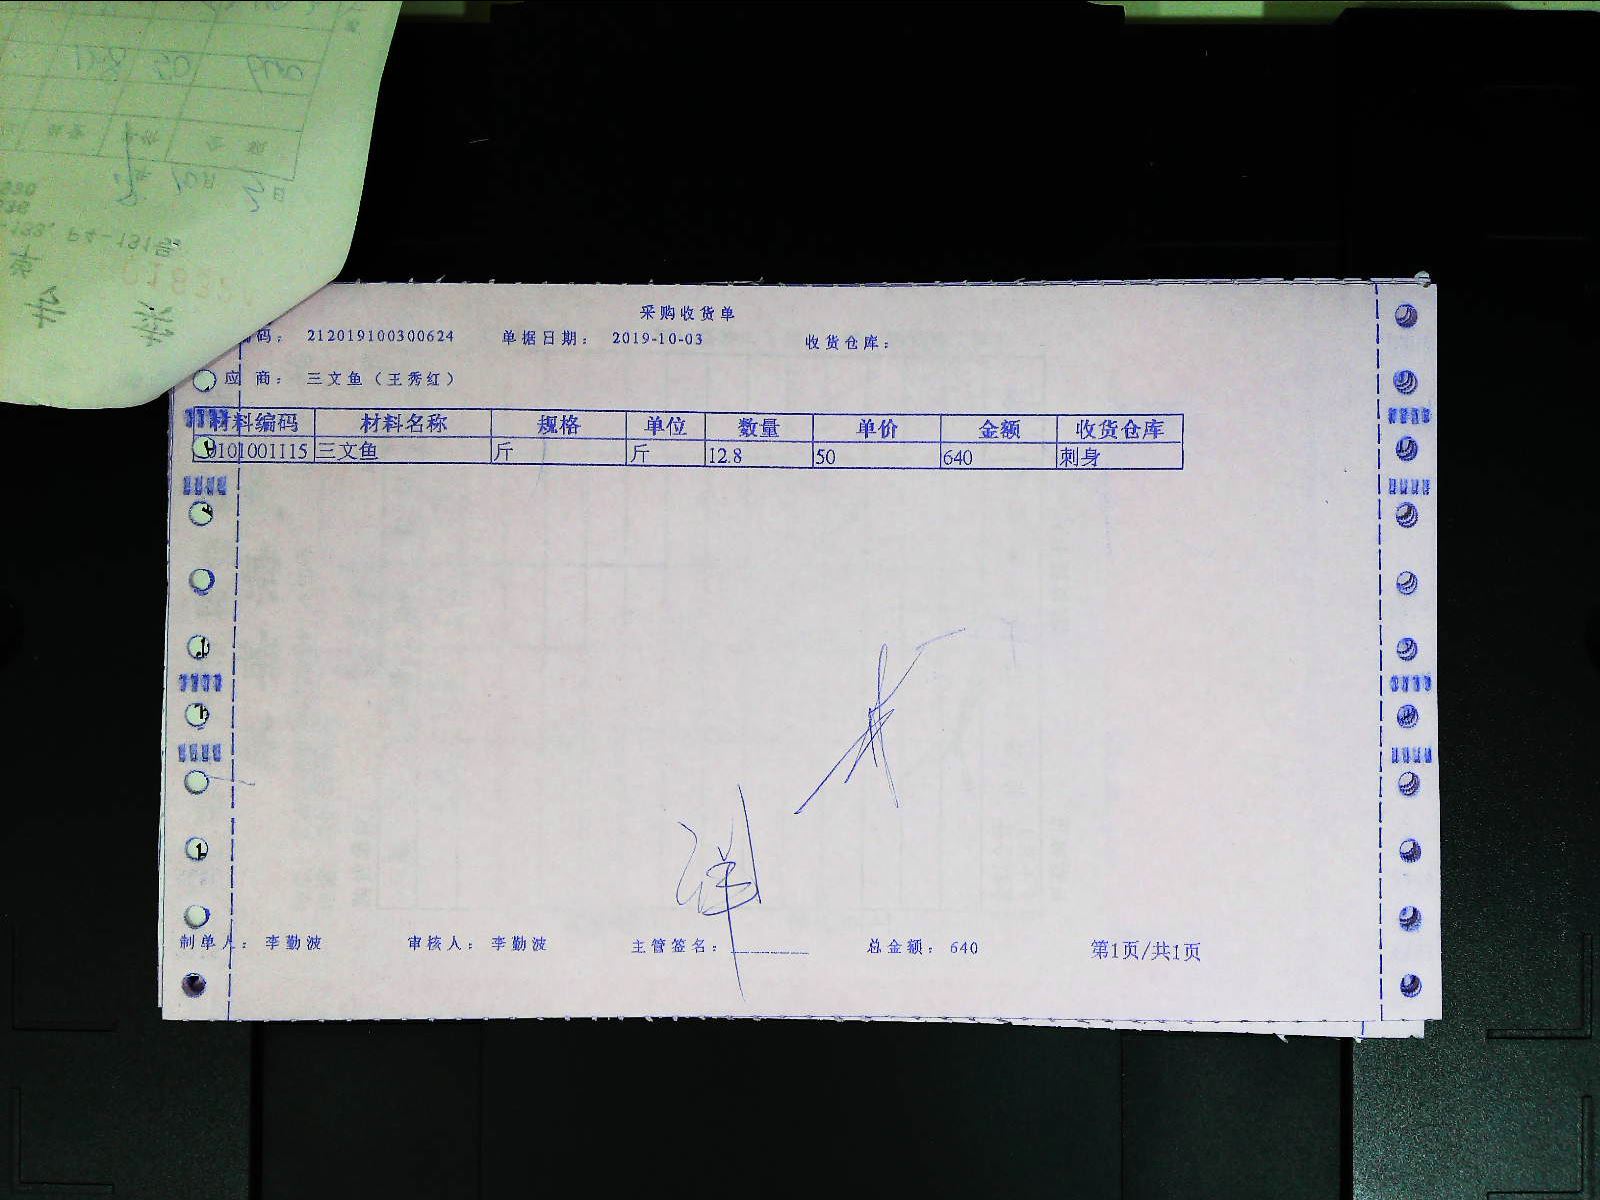 采购收货单
码： 212019100300624 单据日期： 2019-10-03 收货仓库：
应商： 三文鱼（王秀红）
材料编码 材料名称 规格 单位 数量 单价 金额 收货仓库
0101001115 三文鱼 斤 斤 12.8 50 640 刺身
制单人： 李勤波 审核人： 李勤波 主管签名： 总金额： 640 第1页/共1页